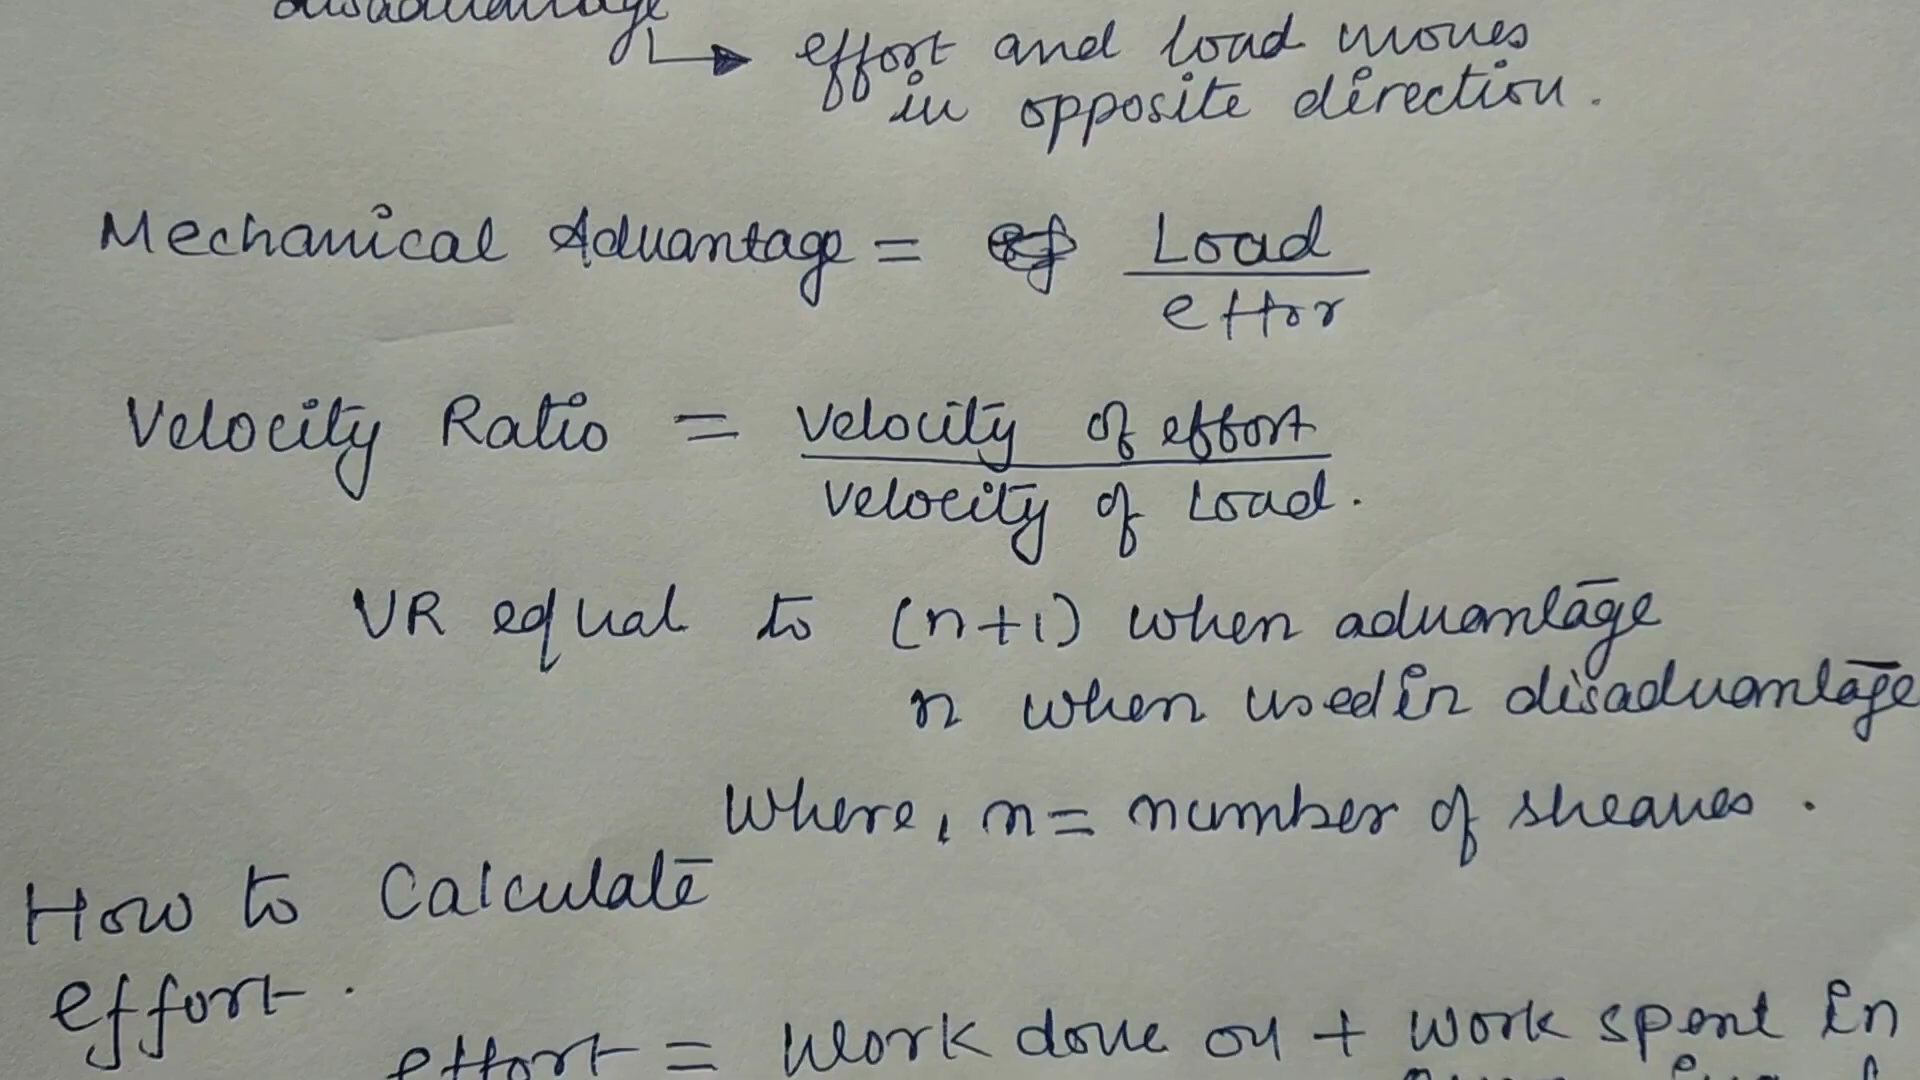 disadvantage
effort and load moves
in opposite direction.
Mechanical Advantage = Load
effor
Velocity Ratio = Velocity of effort
Velocity of Load.
VR equal to (n+1) when advantage
n when used in disadvantage
Where, n = number of sheaves.
How to Calculate
effort.
effort = Work done on + Work spent in